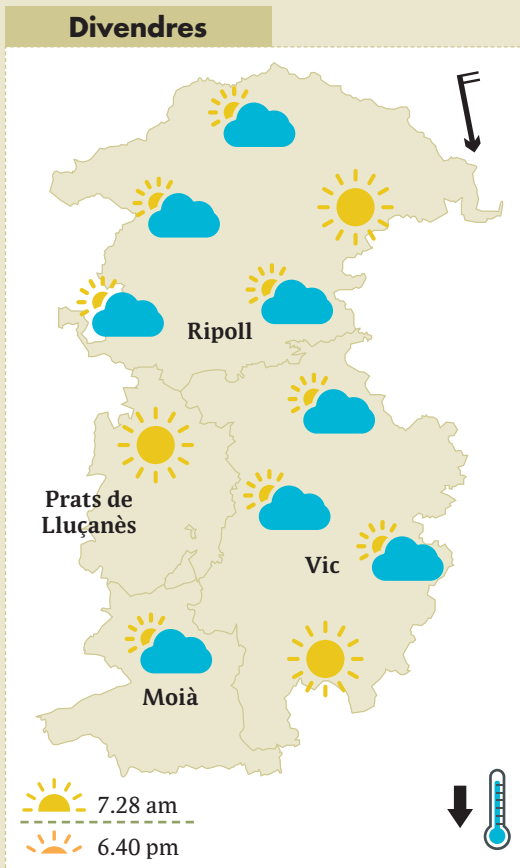 Divendres
Ripoll
Prats de
Lluçanès
Vic
Moià
7.28 am
6.40 pm